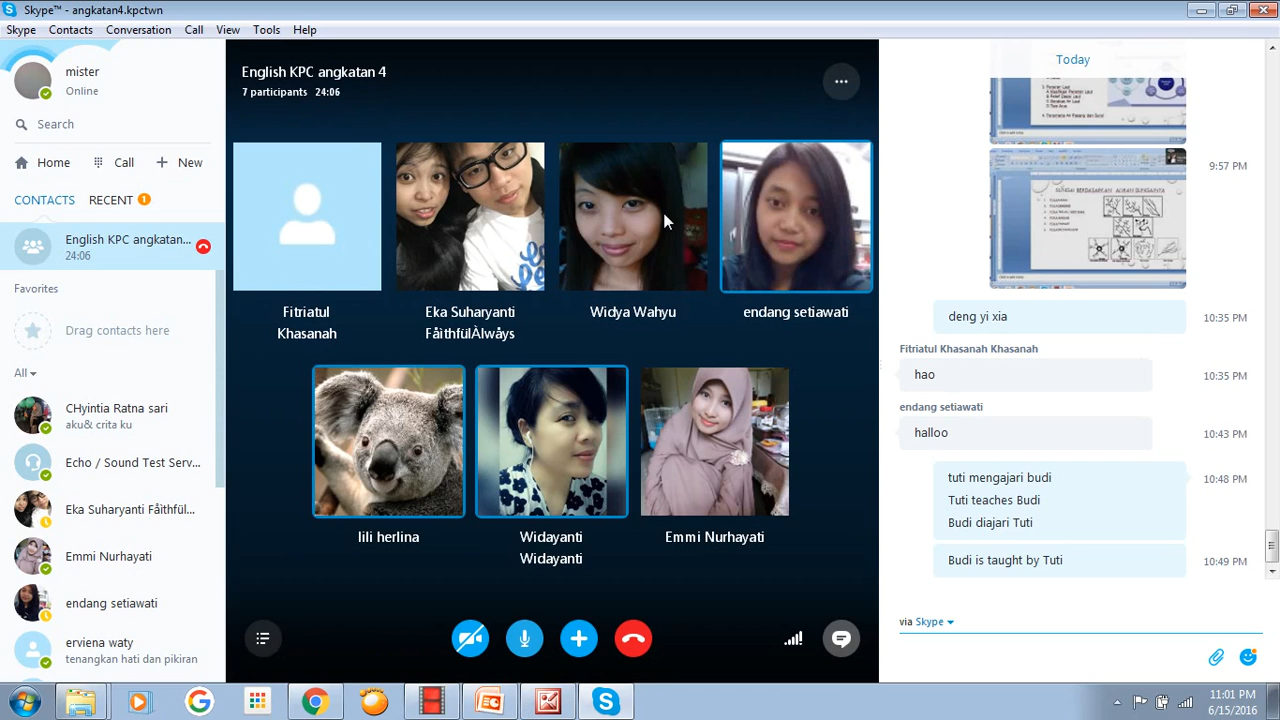 Skype™ - angkatan4.kpctwn
Skype Contacts Conversation Call View Tools Help
mister
Online
Search
Home Call New
CONTACTS RECENT 1
English KPC angkatan...
24:06
Favorites
Drag contacts here
All
CHyintia Ratna sari
aku& crita ku
Echo / Sound Test Serv...
Eka Suharyanti Fåìthfül...
Emmi Nurhayati
endang setiawati
erviena waty
tenangkan hati dan pikiran
English KPC angkatan 4
7 participants 24:06
Fitriatul
Khasanah
Eka Suharyanti
FåìthfülÀlwåys
Widya Wahyu
endang setiawati
lili herlina
Widayanti
Widayanti
Emmi Nurhayati
Today
9:57 PM
deng yi xia
10:35 PM
Fitriatul Khasanah Khasanah
hao
10:35 PM
endang setiawati
halloo
10:43 PM
tuti mengajari budi
10:48 PM
Tuti teaches Budi
Budi diajari Tuti
Budi is taught by Tuti
10:49 PM
via Skype
11:01 PM
6/15/2016